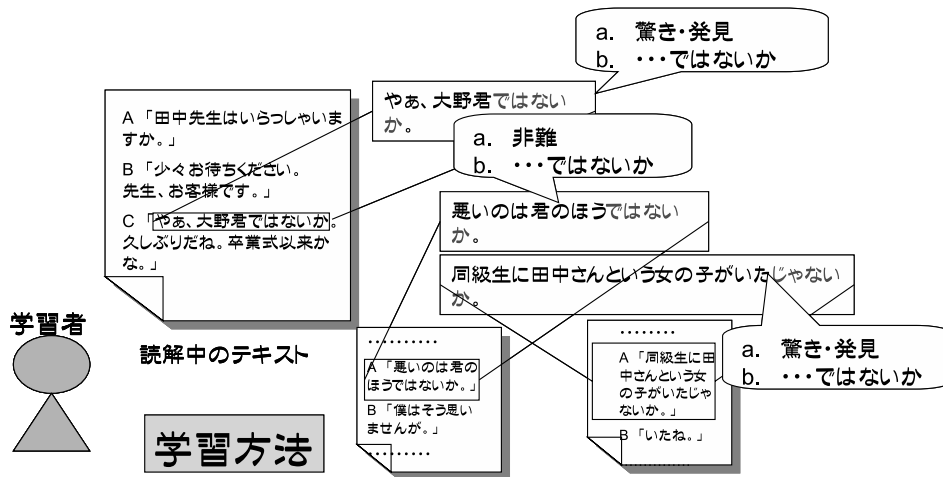 a. 驚き・発見
b. ・・・ではないか
やぁ、大野君ではない
か。
a. 非難
b. ・・・ではないか
A 「田中先生はいらっしゃいま
すか。」
B 「少々お待ちください。
先生、お客様です。」
C 「やぁ、大野君ではないか。
久しぶりだね。卒業式以来か
な。」
悪いのは君のほうではない
か。
同級生に田中さんという女の子がいたじゃない
か。
学習者
読解中のテキスト
学習方法
・・・・・・・・・・
A 「悪いのは君の
ほうではないか。」
B 「僕はそう思い
ませんが。」
・・・・・・・・・
・・・・・・・・
A 「同級生に田
中さんという女
の子がいたじゃ
ないか。」
B 「いたね。」
・・・・・・・・・・
a. 驚き・発見
b. ・・・ではないか